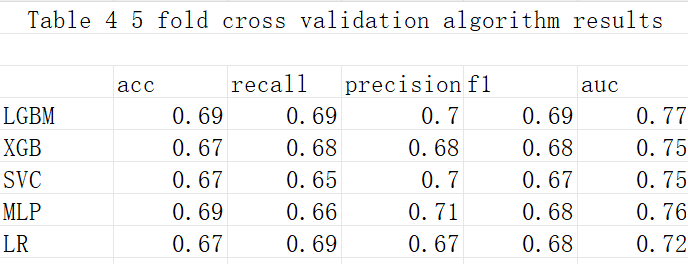 Table 4 5 fold cross validation algorithm results
acc recall precision f1 auc
LGBM 0.69 0.69 0.7 0.69 0.77
XGB 0.67 0.68 0.68 0.68 0.75
SVC 0.67 0.65 0.7 0.67 0.75
MLP 0.69 0.66 0.71 0.68 0.76
LR 0.67 0.69 0.67 0.68 0.72